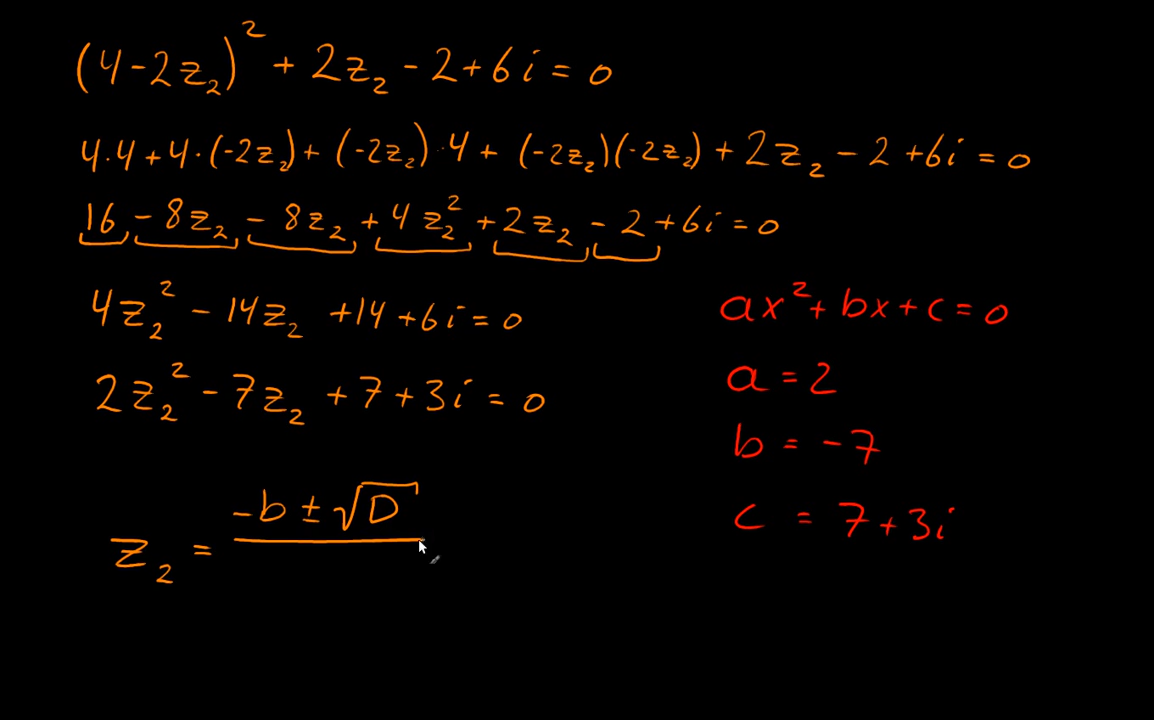 (4-2z₂)² + 2z₂ - 2 + 6i = 0
4·4 + 4·(-2z₂) + (-2z₂)·4 + (-2z₂)(-2z₂) + 2z₂ - 2 + 6i = 0
16 - 8z₂ - 8z₂ + 4z₂² + 2z₂ - 2 + 6i = 0
4z₂² - 14z₂ + 14 + 6i = 0
2z₂² - 7z₂ + 7 + 3i = 0
z₂ = -b ± √D
ax² + bx + c = 0
a = 2
b = -7
c = 7 + 3i